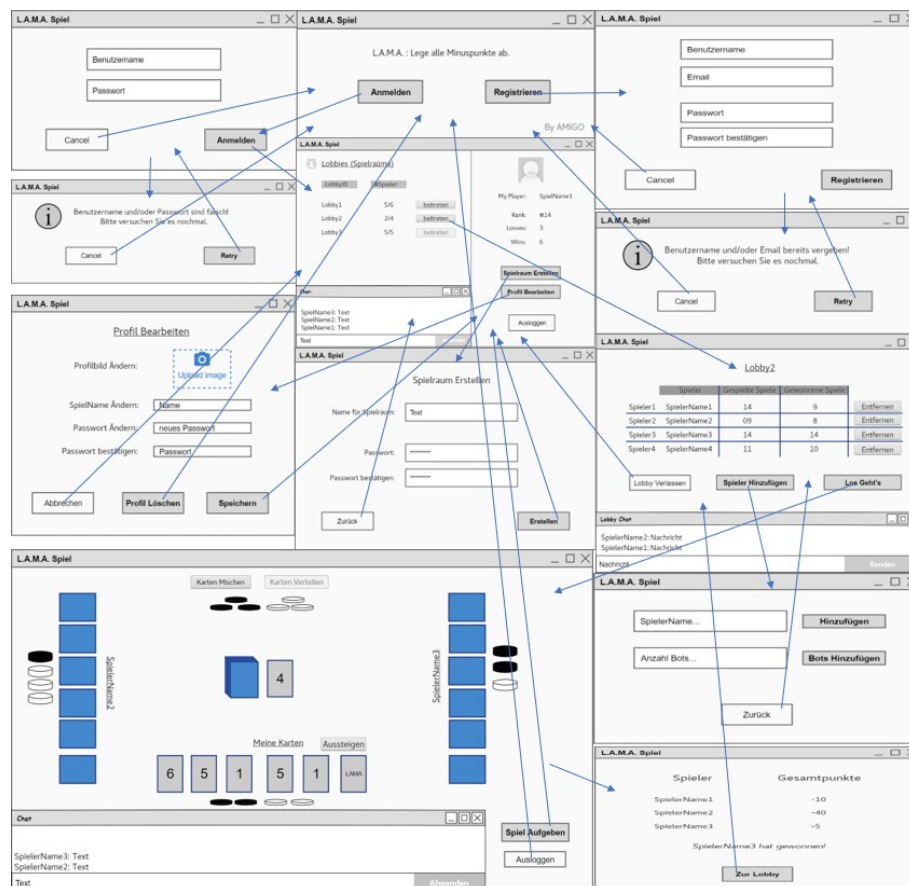 L.A.M.A. Spiel
Benutzername
Passwort
Cancel
Anmelden
L.A.M.A. Spiel
L.A.M.A. : Lege alle Minuspunkte ab.
Anmelden
Registrieren
By AMIGO
L.A.M.A. Spiel
Benutzername
Email
Passwort
Passwort bestätigen
Cancel
Registrieren
L.A.M.A. Spiel
Benutzername und/oder Passwort sind falsch!
Bitte versuchen Sie es nochmal.
Cancel
Retry
L.A.M.A. Spiel
Lobbies (Spielräume)
LobbyID #Spieler
Lobby1 5/6 beitreten
Lobby2 2/4 beitreten
Lobby3 5/5 beitreten
My Player: SpielName1
Rank: #14
Losses: 3
Wins: 6
Spielraum Erstellen
Profil Bearbeiten
Ausloggen
Chat
SpielName3: Text
SpielName2: Text
SpielName1: Text
Text
L.A.M.A. Spiel
Benutzername und/oder Email bereits vergeben!
Bitte versuchen Sie es nochmal.
Cancel
Retry
L.A.M.A. Spiel
Profil Bearbeiten
Profilbild Ändern:
Upload image
SpielName Ändern: Name
Passwort Ändern: neues Passwort
Passwort bestätigen: Passwort
Abbrechen
Profil Löschen
Speichern
L.A.M.A. Spiel
Spielraum Erstellen
Name für Spielraum: Text
Passwort: ********
Passwort bestätigen: ********
Zurück
Erstellen
L.A.M.A. Spiel
Lobby2
Spieler Gespielte Spiele Gewonnene Spiele
Spieler1 SpielerName1 14 9 Entfernen
Spieler2 SpielerName2 09 8 Entfernen
Spieler3 SpielerName3 14 14 Entfernen
Spieler4 SpielerName4 11 10 Entfernen
Lobby Verlassen
Spieler Hinzufügen
Los Geht's
Lobby Chat
SpielerName2: Nachricht
SpielerName1: Nachricht
Nachricht
Senden
L.A.M.A. Spiel
Karten Mischen
Karten Verteilen
SpielerName2
SpielerName3
4
Meine Karten
Aussteigen
6 5 1 5 1 LAMA
Chat
SpielerName3: Text
SpielerName2: Text
Text
Absenden
Spiel Aufgeben
Ausloggen
L.A.M.A. Spiel
SpielerName...
Hinzufügen
Anzahl Bots...
Bots Hinzufügen
Zurück
L.A.M.A. Spiel
Spieler Gesamtpunkte
SpielerName1 -10
SpielerName2 -40
SpielerName3 -5
SpielerName3 hat gewonnen!
Zur Lobby